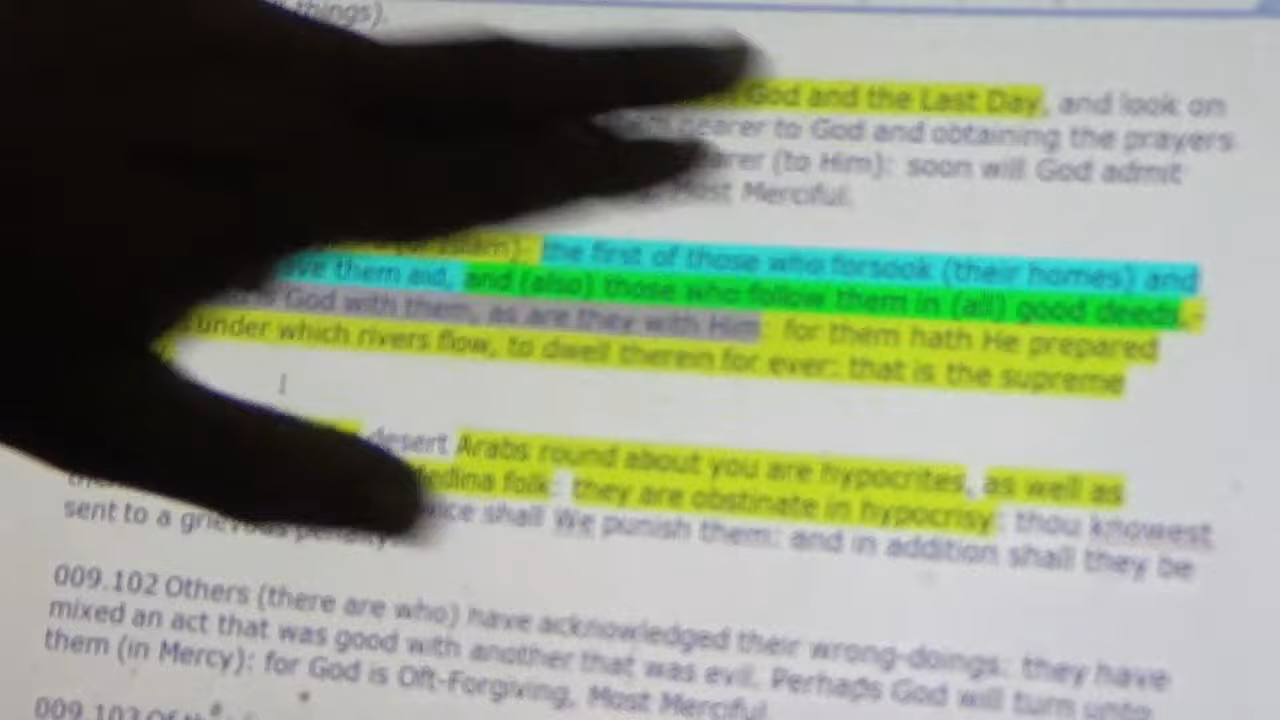 things).
God and the Last Day, and look on
nearer to God and obtaining the prayers
(to Him): soon will God admit
Most Merciful.
the first of those who forsook (their homes) and
them aid, and (also) those who follow them in (all) good deeds,-
God with them, as are they with Him: for them hath He prepared
under which rivers flow, to dwell therein for ever: that is the supreme
desert Arabs round about you are hypocrites, as well as
folk: they are obstinate in hypocrisy: thou knowest
shall We punish them: and in addition shall they be
sent to a grievous
009.102 Others (there are who) have acknowledged their wrong-doings: they have
mixed an act that was good with another that was evil. Perhaps God will turn unto
them (in Mercy): for God is Oft-Forgiving, Most Merciful.
009.103 Of